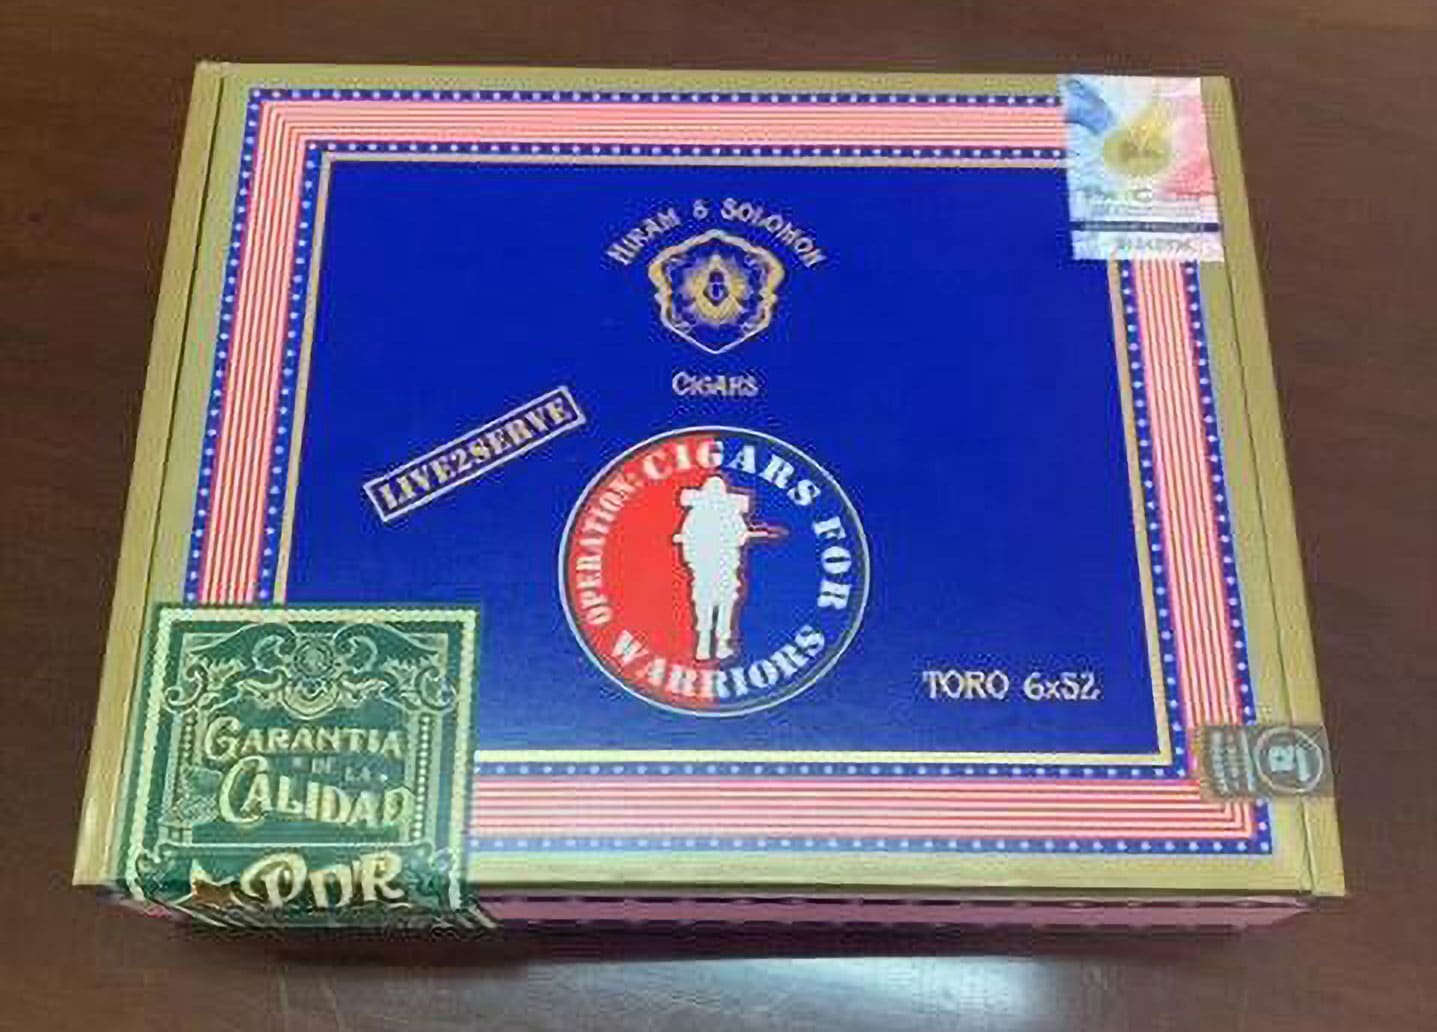 HIRAM & SOLOMON
CIGARS
LIVE2SERVE
OPERATION: CIGARS FOR
WARRIORS
TORO 6x52
GARANTIA
DE LA
CALIDAD
PDR